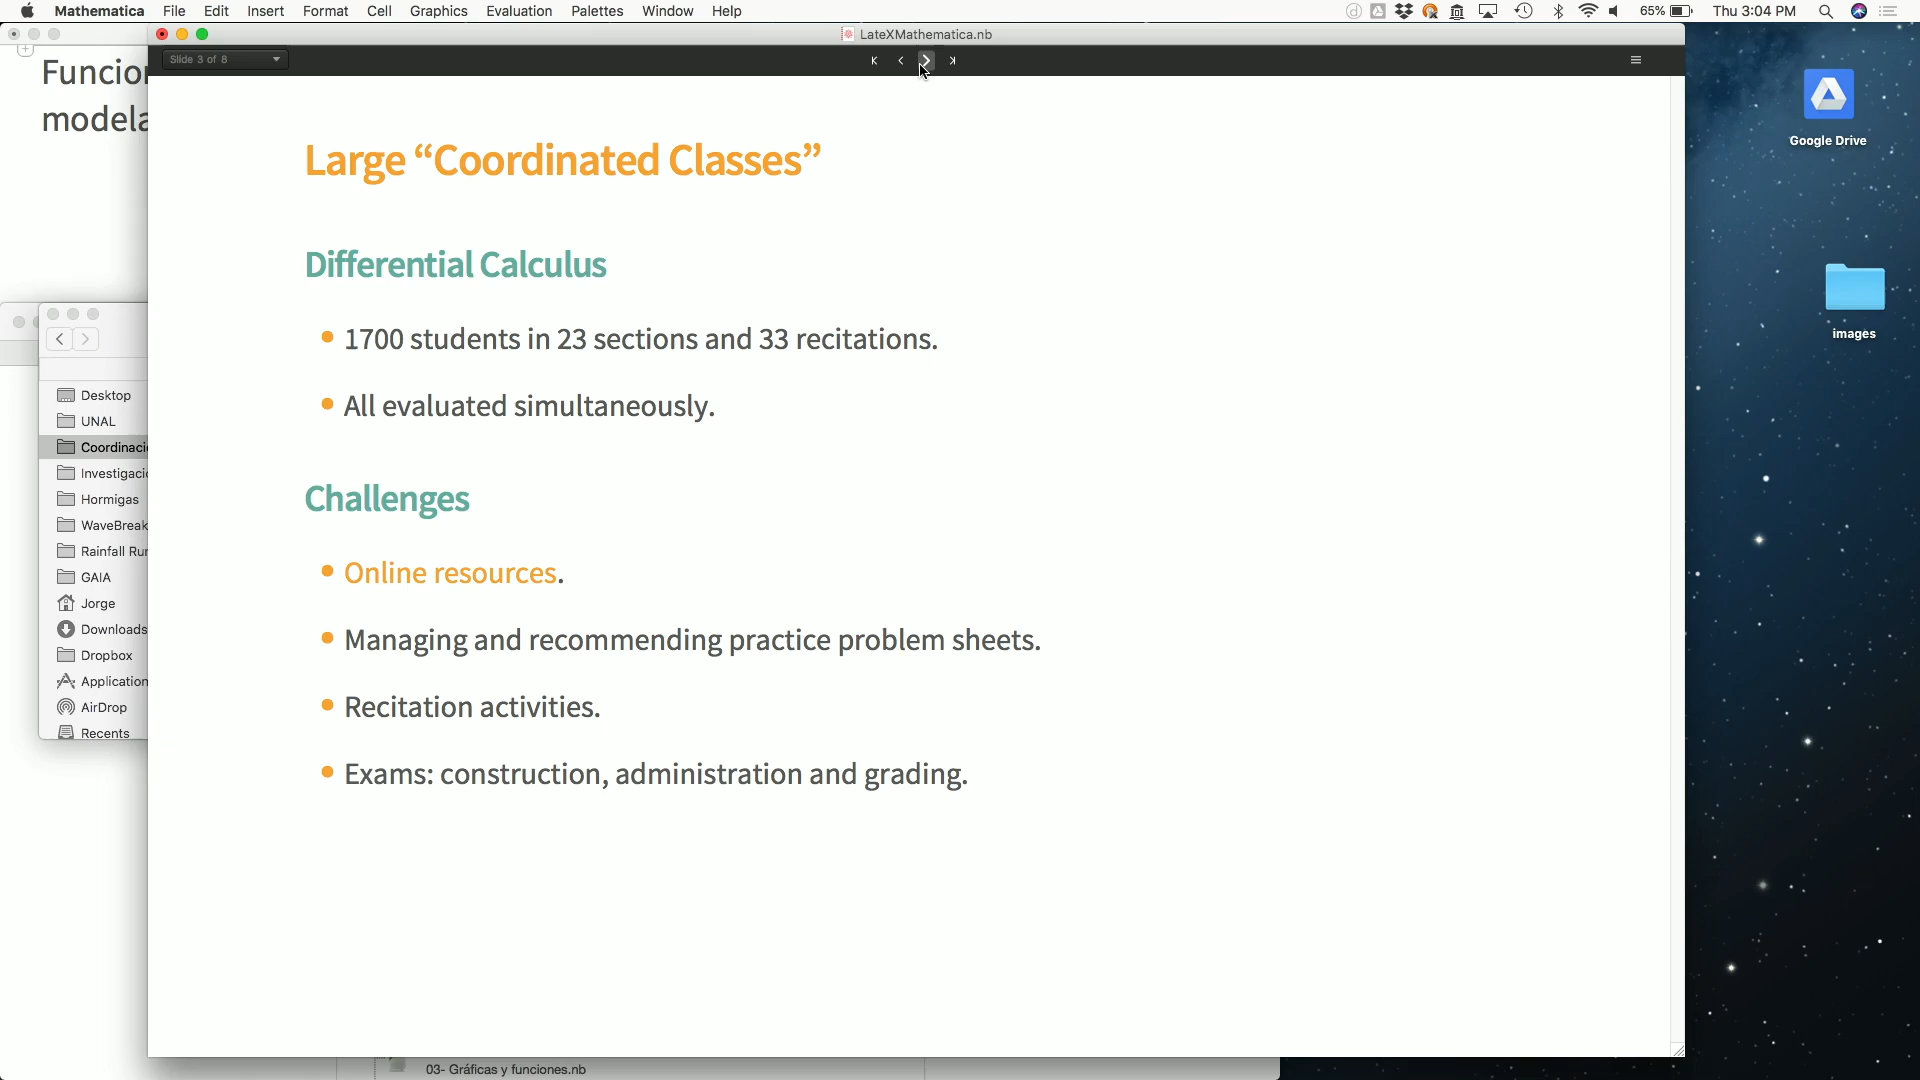 Mathematica File Edit Insert Format Cell Graphics Evaluation Palettes Window Help
65% Thu 3:04 PM
LateXMathematica.nb
Slide 3 of 8
Funcion
modela
Large “Coordinated Classes”
Differential Calculus
1700 students in 23 sections and 33 recitations.
All evaluated simultaneously.
Challenges
Online resources.
Managing and recommending practice problem sheets.
Recitation activities.
Exams: construction, administration and grading.
Desktop
UNAL
Coordinaci
Investigaci
Hormigas
WaveBreak
Rainfall Ru
GAIA
Jorge
Downloads
Dropbox
Application
AirDrop
Recents
Google Drive
images
03- Gráficas y funciones.nb